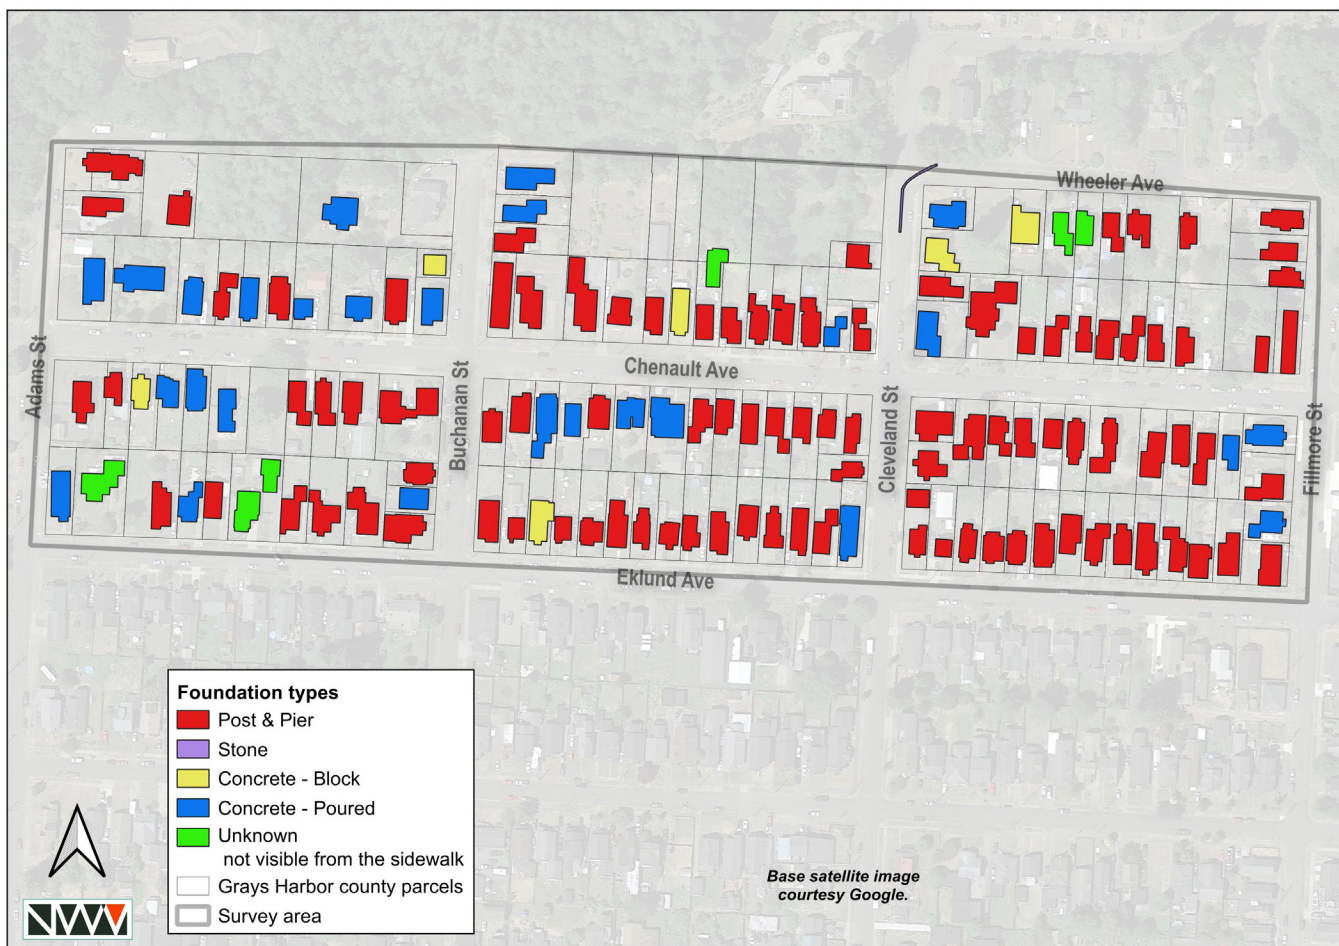 Wheeler Ave
Chenault Ave
Adams St
Buchanan St
Cleveland St
Fillmore St
Eklund Ave
Foundation types
Post & Pier
Stone
Concrete - Block
Concrete - Poured
Unknown
not visible from the sidewalk
Grays Harbor county parcels
Survey area
Base satellite image
courtesy Google.
NWV